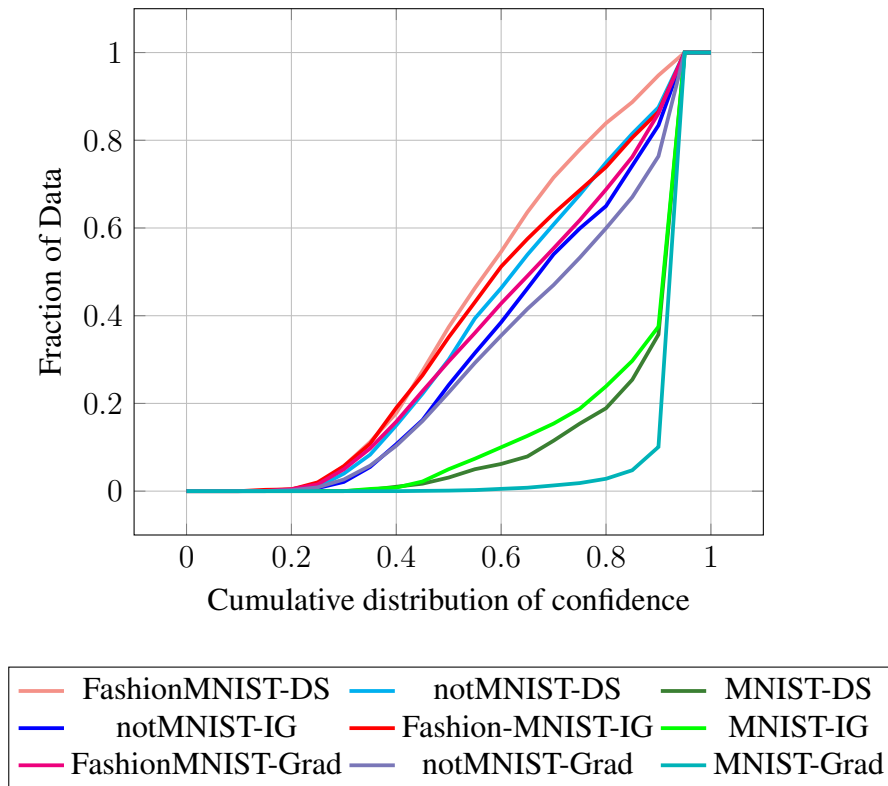 1
0.8
0.6
0.4
0.2
0
Fraction of Data
0 0.2 0.4 0.6 0.8 1
Cumulative distribution of confidence
FashionMNIST-DS notMNIST-DS MNIST-DS
notMNIST-IG Fashion-MNIST-IG MNIST-IG
FashionMNIST-Grad notMNIST-Grad MNIST-Grad